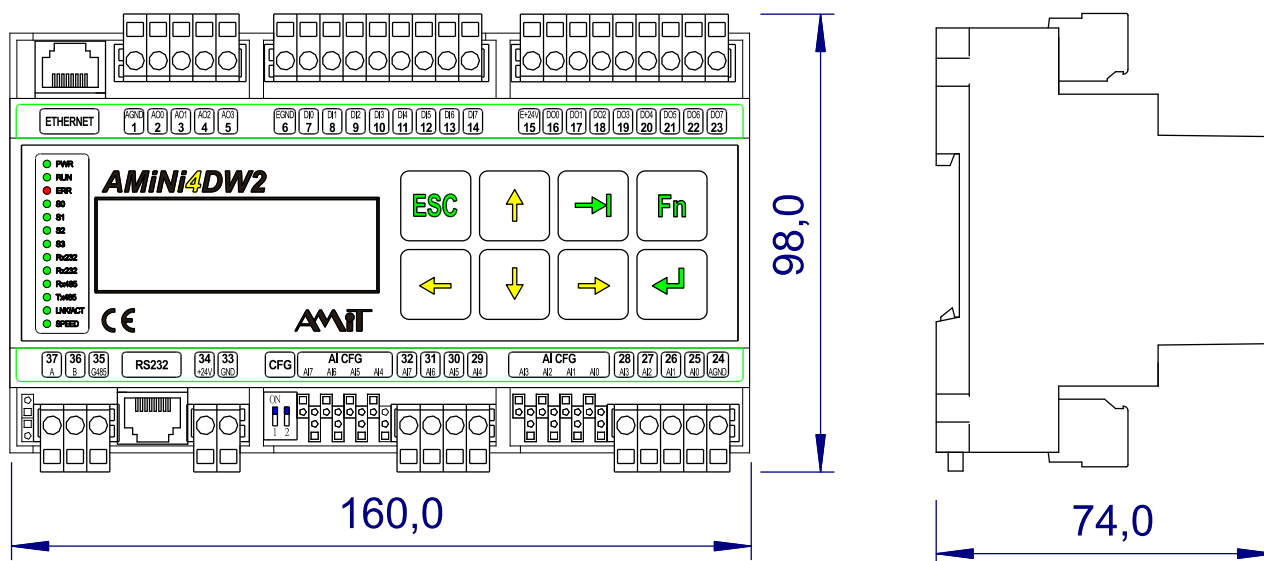 ETHERNET
AGND AO0 AO1 AO2 AO3
1 2 3 4 5
EGND DI0 DI1 DI2 DI3 DI4 DI5 DI6 DI7
6 7 8 9 10 11 12 13 14
E+24V DO0 DO1 DO2 DO3 DO4 DO5 DO6 DO7
15 16 17 18 19 20 21 22 23
PWR
RUN
ERR
S0
S1
S2
S3
Rx232
Rx232
Rx485
Tx485
LNK/ACT
SPEED
AMiNi4DW2
CE
AMiT
ESC
Fn
37 36 35
A B G485
RS232
34 33
+24V GND
CFG
AI CFG
AI7 AI6 AI5 AI4
32 31 30 29
AI7 AI6 AI5 AI4
AI CFG
AI3 AI2 AI1 AI0
28 27 26 25 24
AI3 AI2 AI1 AI0 AGND
ON
1 2
98,0
160,0
74,0